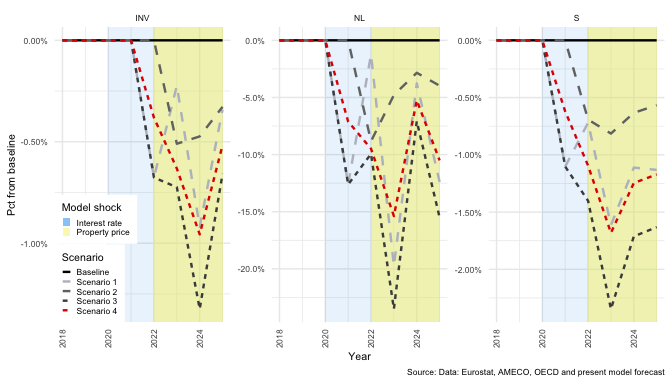 INV
NL
S
Pct from baseline
0.00%
-0.50%
-1.00%
0.0%
-5.0%
-10.0%
-15.0%
-20.0%
0.00%
-0.50%
-1.00%
-1.50%
-2.00%
Model shock
Interest rate
Property price
Scenario
Baseline
Scenario 1
Scenario 2
Scenario 3
Scenario 4
2018
2020
2022
2024
2018
2020
2022
2024
2018
2020
2022
2024
Year
Source: Data: Eurostat, AMECO, OECD and present model forecast